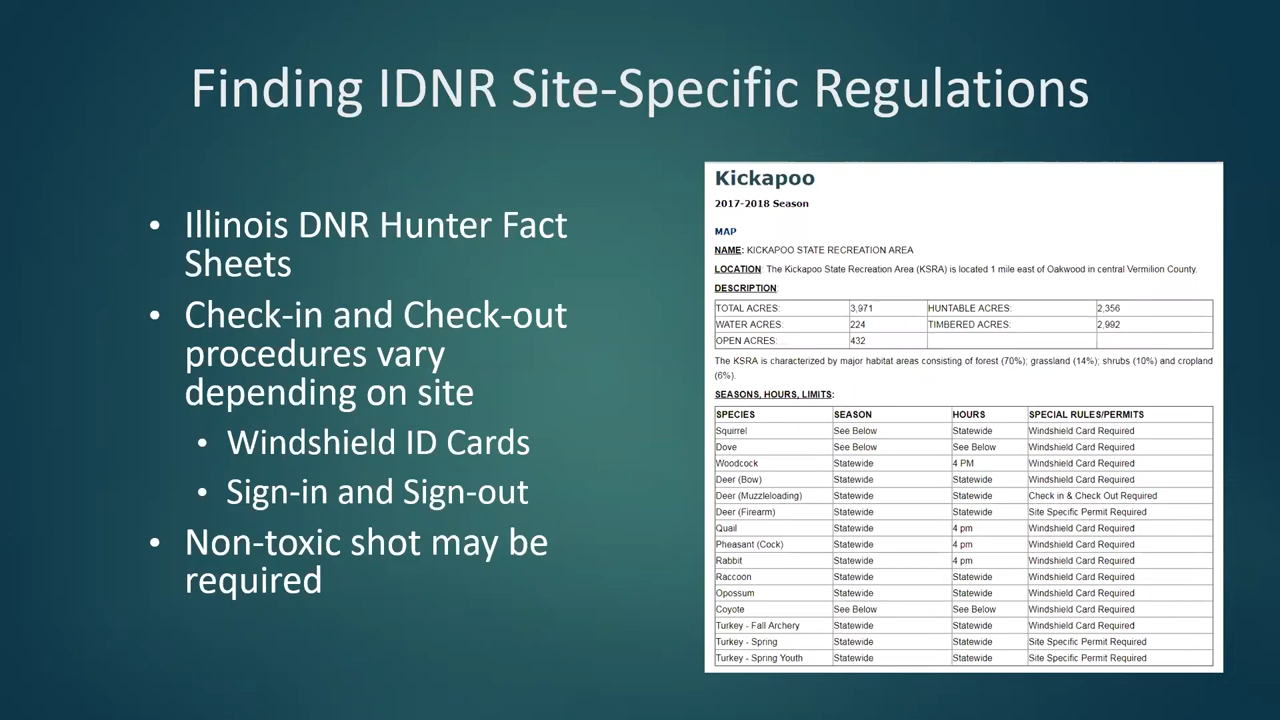 Finding IDNR Site-Specific Regulations
• Illinois DNR Hunter Fact
Sheets
• Check-in and Check-out
procedures vary
depending on site
• Windshield ID Cards
• Sign-in and Sign-out
• Non-toxic shot may be
required
Kickapoo
2017-2018 Season
MAP
NAME: KICKAPOO STATE RECREATION AREA
LOCATION: The Kickapoo State Recreation Area (KSRA) is located 1 mile east of Oakwood in central Vermilion County.
DESCRIPTION:
TOTAL ACRES: 3,971 HUNTABLE ACRES: 2,356
WATER ACRES: 224 TIMBERED ACRES: 2,992
OPEN ACRES: 432
The KSRA is characterized by major habitat areas consisting of forest (70%); grassland (14%); shrubs (10%) and cropland
(6%).
SEASONS, HOURS, LIMITS:
SPECIES SEASON HOURS SPECIAL RULES/PERMITS
Squirrel See Below Statewide Windshield Card Required
Dove See Below See Below Windshield Card Required
Woodcock Statewide 4 PM Windshield Card Required
Deer (Bow) Statewide Statewide Windshield Card Required
Deer (Muzzleloading) Statewide Statewide Check in & Check Out Required
Deer (Firearm) Statewide Statewide Site Specific Permit Required
Quail Statewide 4 pm Windshield Card Required
Pheasant (Cock) Statewide 4 pm Windshield Card Required
Rabbit Statewide 4 pm Windshield Card Required
Raccoon Statewide Statewide Windshield Card Required
Opossum Statewide Statewide Windshield Card Required
Coyote See Below See Below Windshield Card Required
Turkey - Fall Archery Statewide Statewide Windshield Card Required
Turkey - Spring Statewide Statewide Site Specific Permit Required
Turkey - Spring Youth Statewide Statewide Site Specific Permit Required